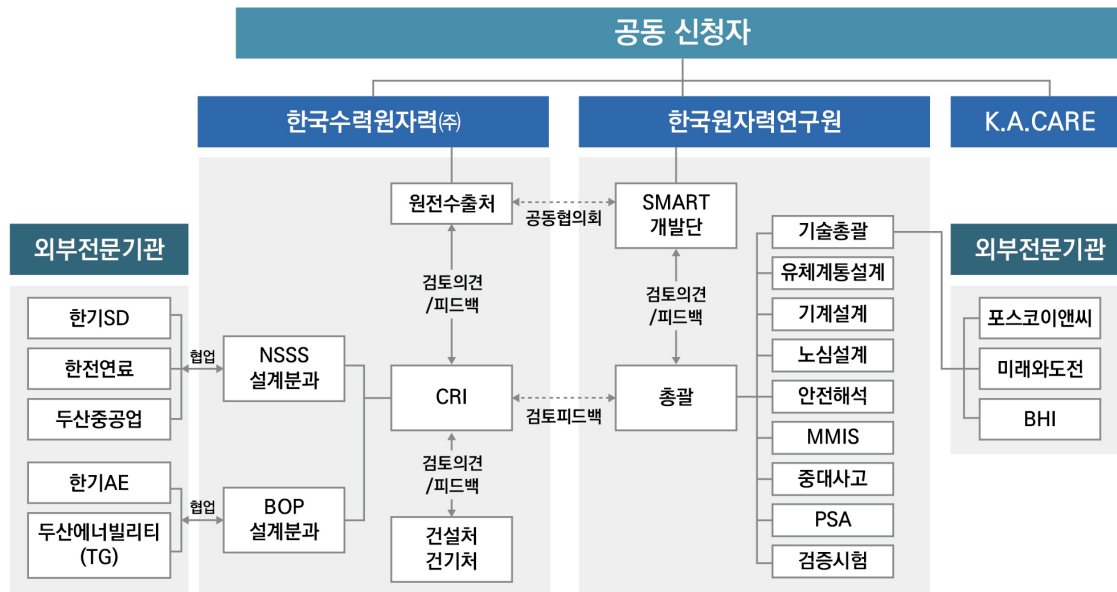 공동 신청자
한국수력원자력㈜
한국원자력연구원
K.A.CARE
원전수출처
공동협의회
SMART
개발단
검토의견
/피드백
검토의견
/피드백
외부전문기관
한기SD
한전연료
두산중공업
협업
NSSS
설계분과
한기AE
두산에너빌리티
(TG)
협업
BOP
설계분과
CRI
검토피드백
총괄
검토의견
/피드백
건설처
건기처
기술총괄
유체계통설계
기계설계
노심설계
안전해석
MMIS
중대사고
PSA
검증시험
외부전문기관
포스코이앤씨
미래와도전
BHI